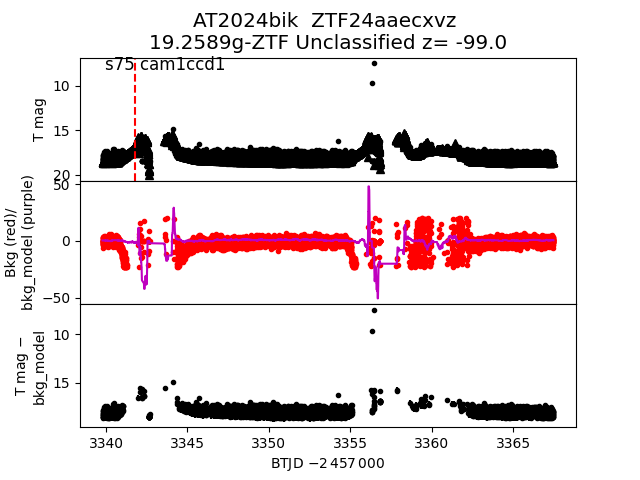 AT2024bik  ZTF24aaecxvz
19.2589g-ZTF Unclassified z= -99.0
s75 cam1ccd1
T mag
10
15
20
Bkg (red)/
bkg_model (purple)
50
0
−50
T mag −
bkg_model
10
15
3340
3345
3350
3355
3360
3365
BTJD −2 457 000